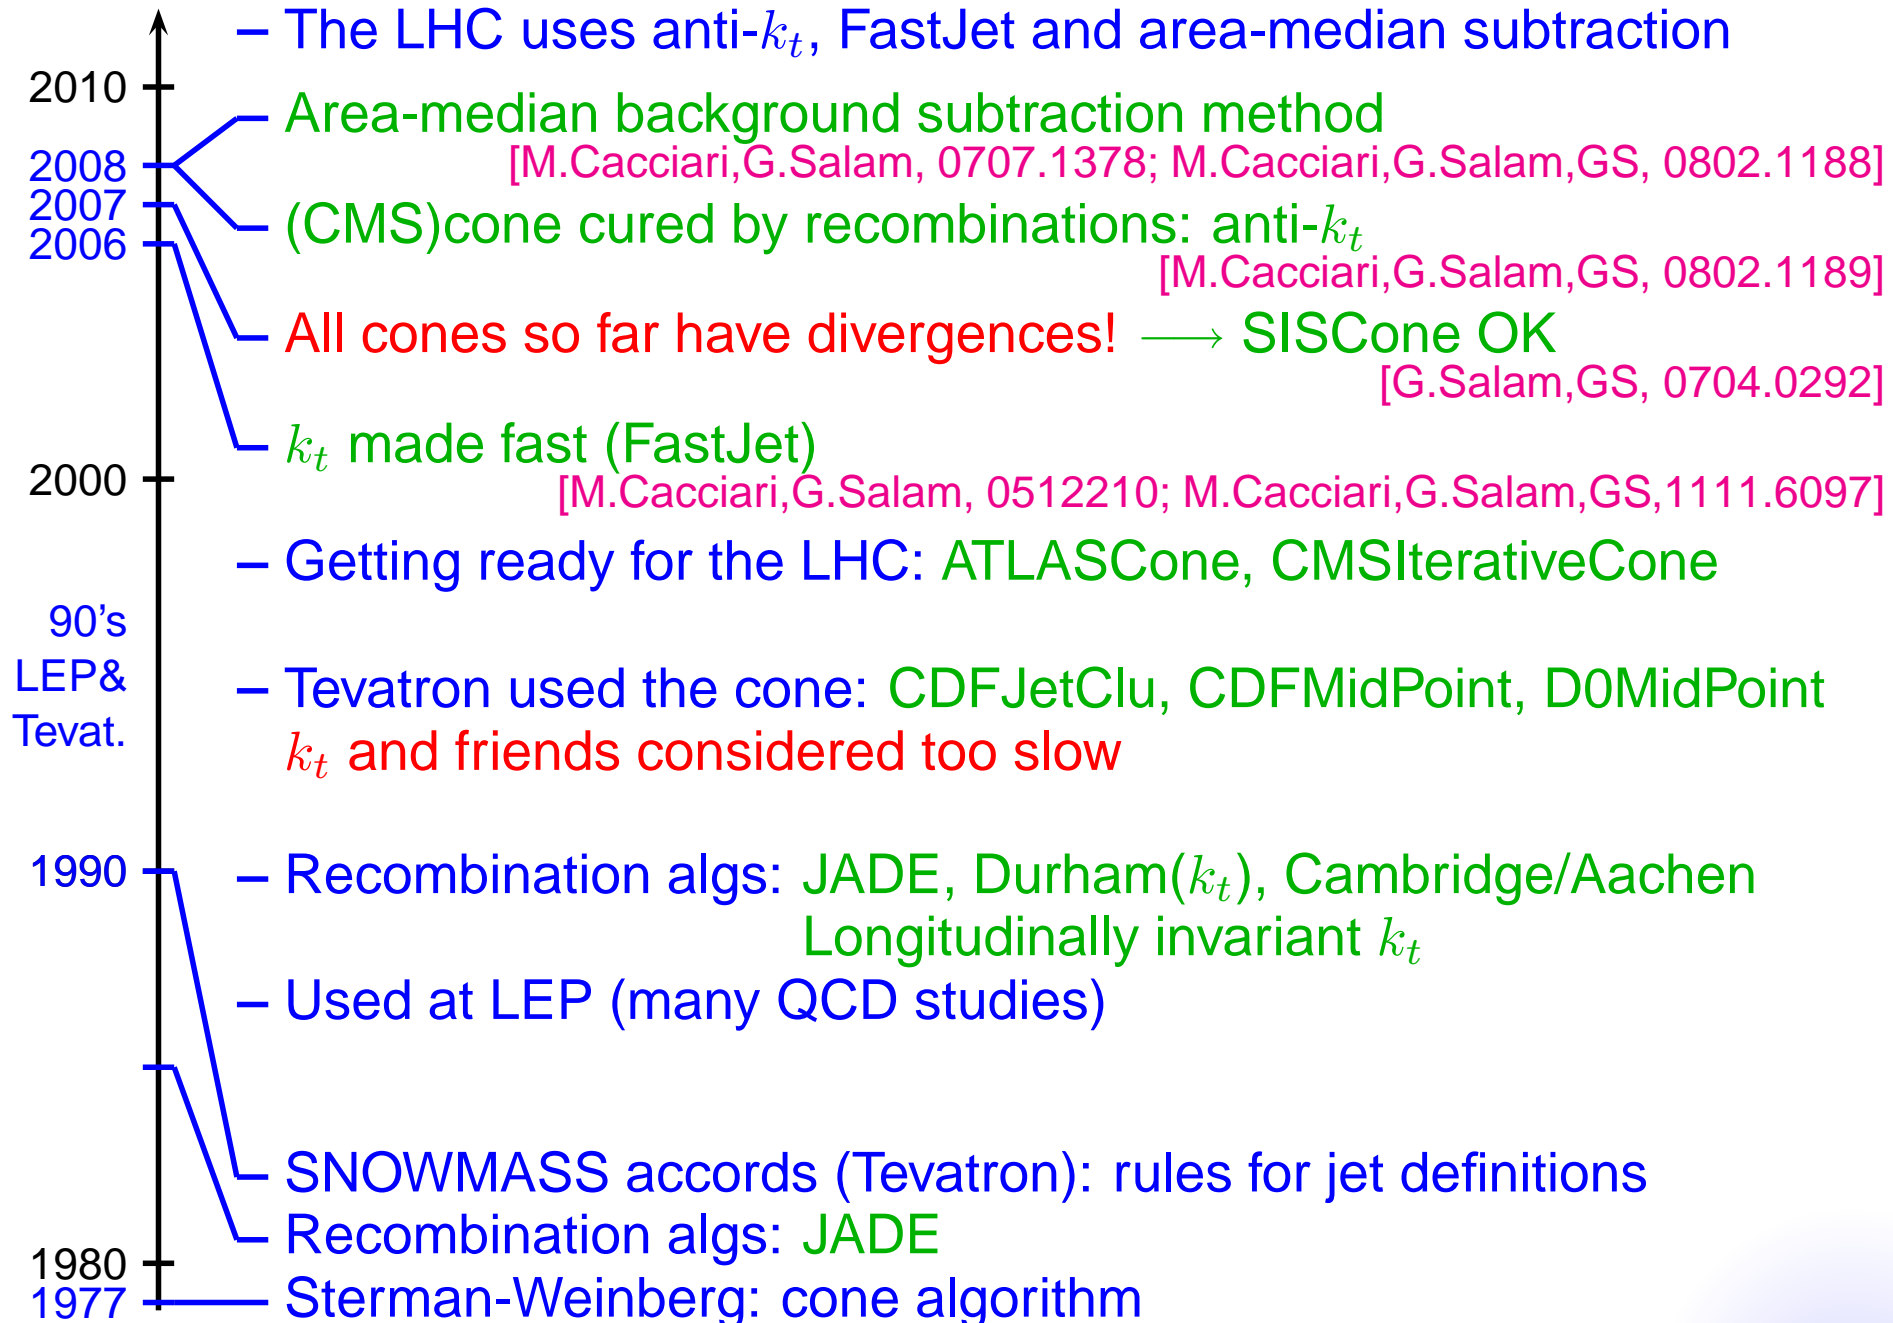 – The LHC uses anti-kt, FastJet and area-median subtraction
2010
– Area-median background subtraction method
2008
[M.Cacciari,G.Salam, 0707.1378; M.Cacciari,G.Salam,GS, 0802.1188]
2007
– (CMS)cone cured by recombinations: anti-kt
2006
[M.Cacciari,G.Salam,GS, 0802.1189]
– All cones so far have divergences! ⟶ SISCone OK
[G.Salam,GS, 0704.0292]
– kt made fast (FastJet)
2000
[M.Cacciari,G.Salam, 0512210; M.Cacciari,G.Salam,GS,1111.6097]
– Getting ready for the LHC: ATLASCone, CMSIterativeCone
90's
LEP&
Tevat.
– Tevatron used the cone: CDFJetClu, CDFMidPoint, D0MidPoint
kt and friends considered too slow
1990
– Recombination algs: JADE, Durham(kt), Cambridge/Aachen
Longitudinally invariant kt
– Used at LEP (many QCD studies)
– SNOWMASS accords (Tevatron): rules for jet definitions
– Recombination algs: JADE
1980
1977
– Sterman-Weinberg: cone algorithm